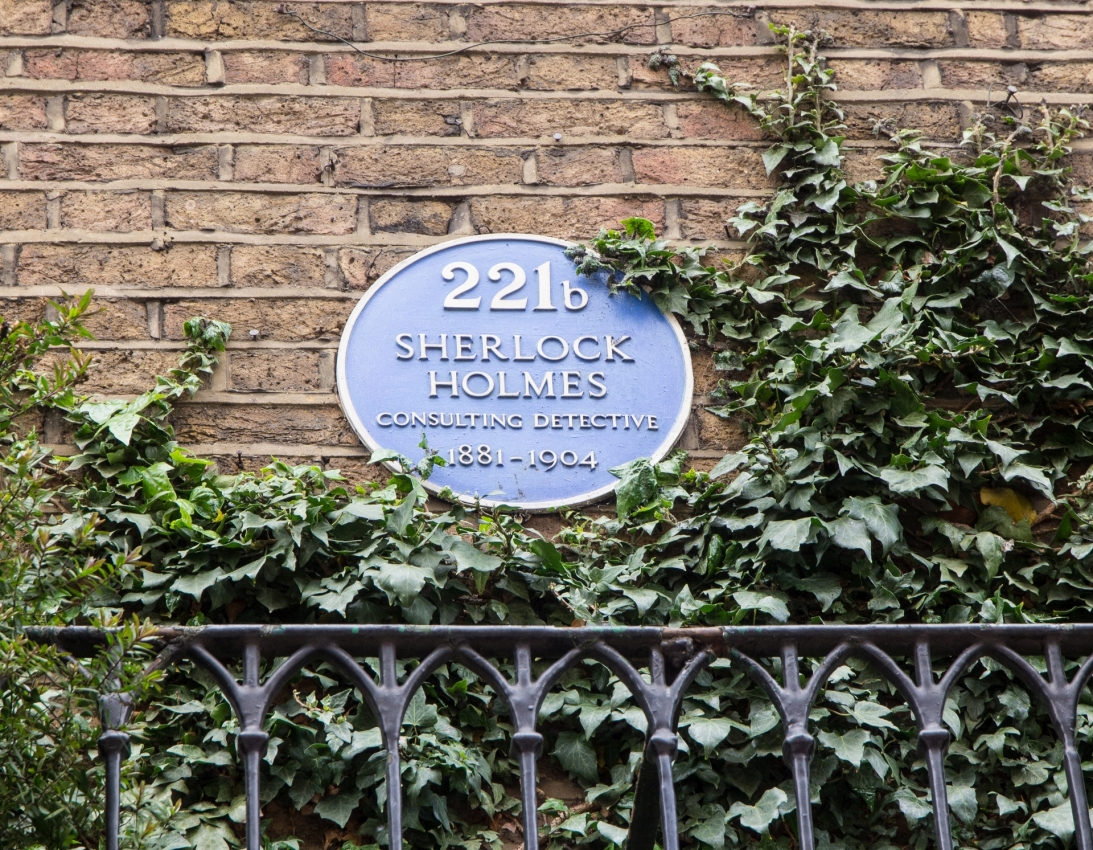 221b
SHERLOCK
HOLMES
CONSULTING DETECTIVE
1881-1904